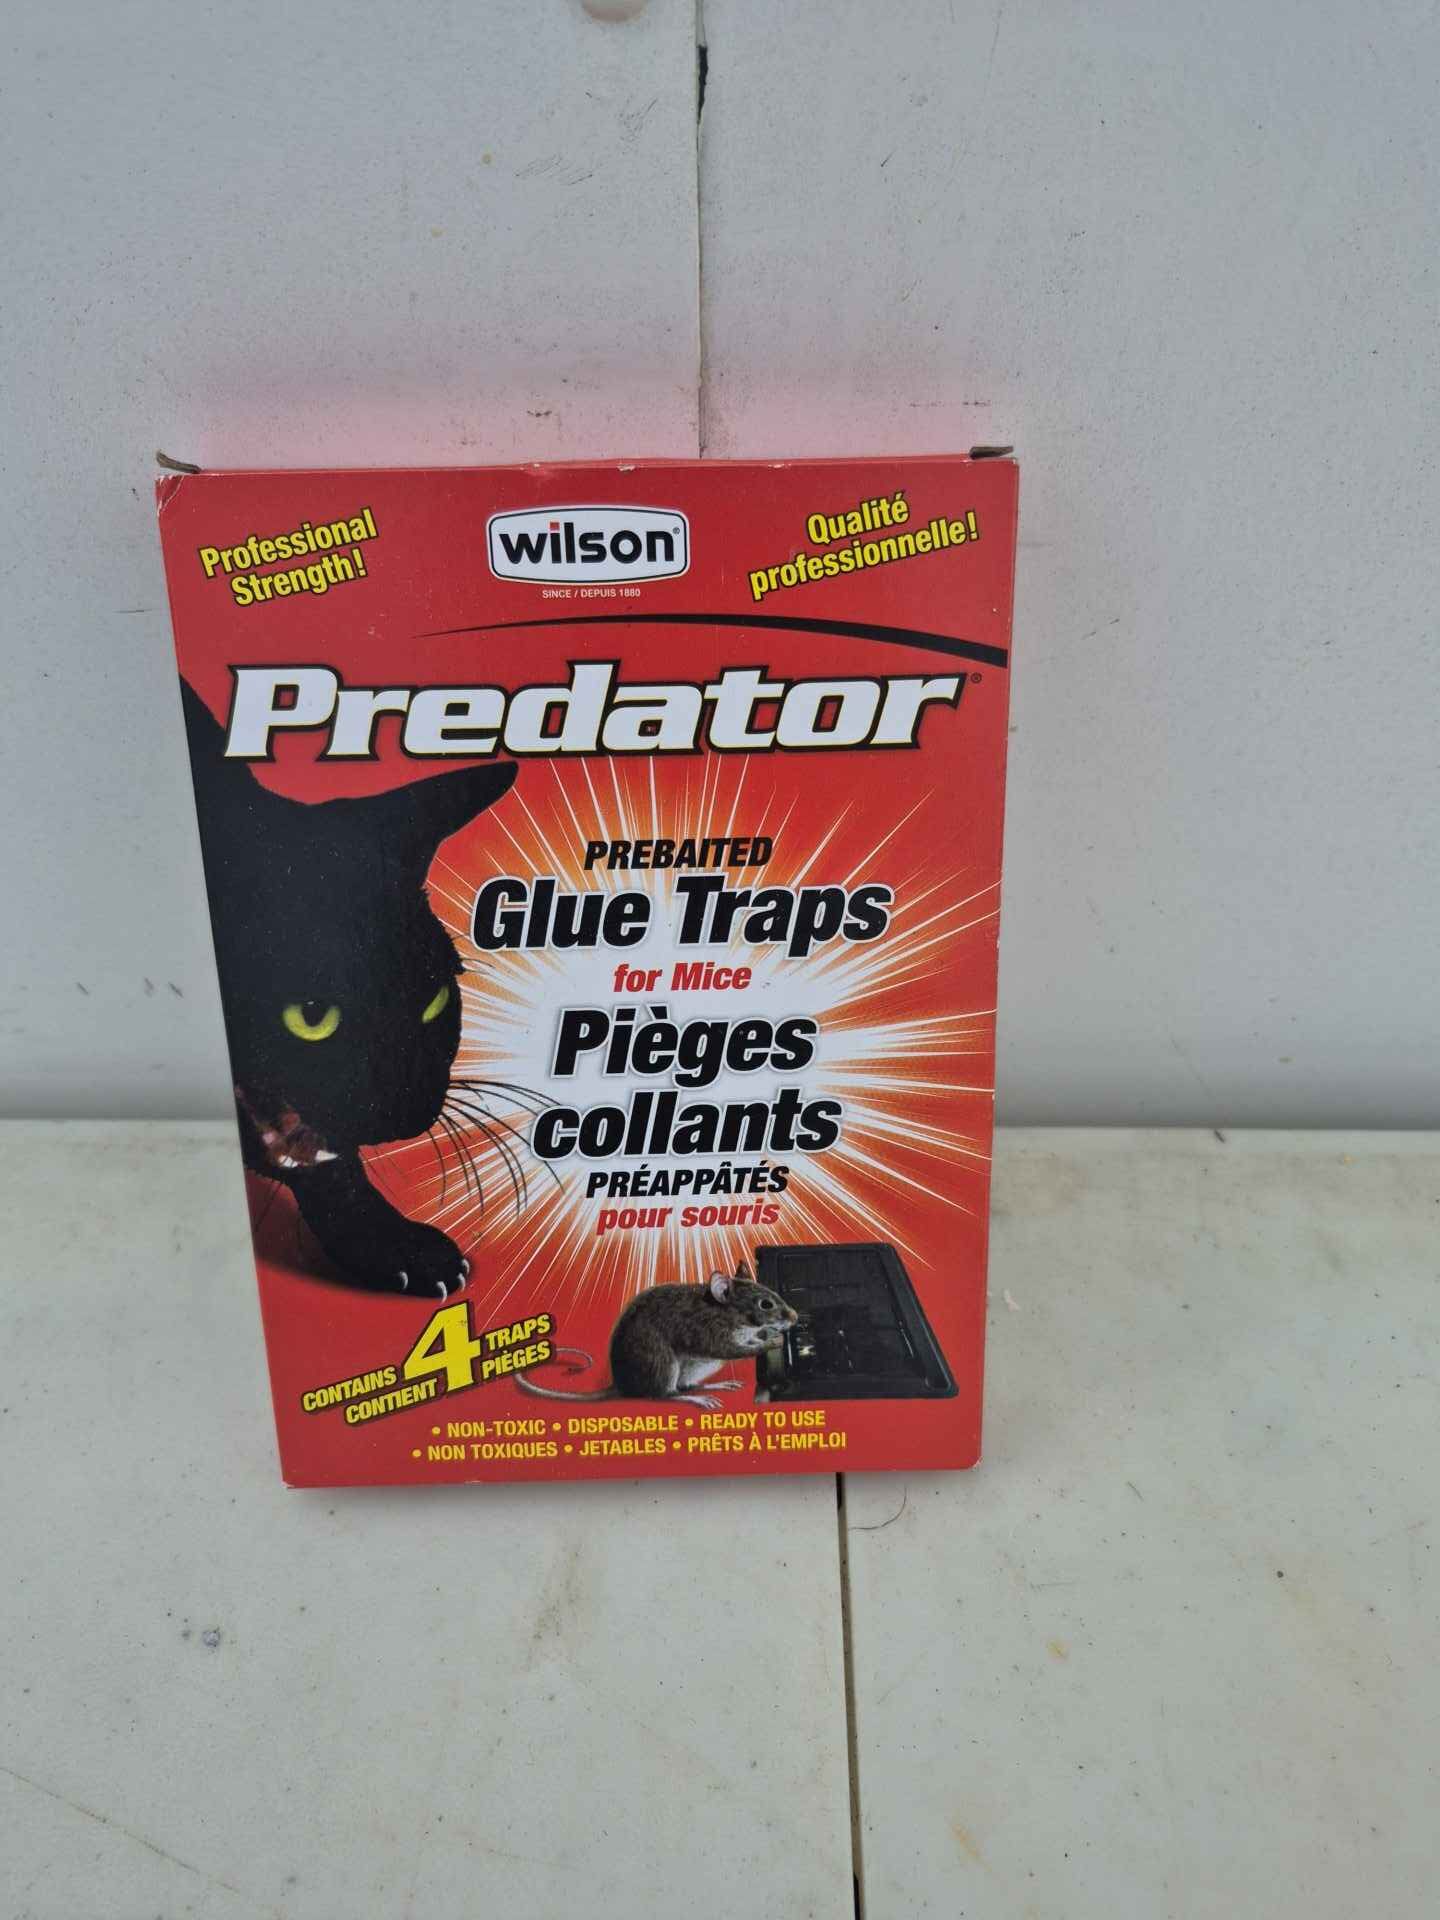 Professional
Strength!
wilson®
SINCE / DEPUIS 1880
Qualité
professionnelle!
Predator®
PREBAITED
Glue Traps
for Mice
Pièges
collants
PRÉAPPÂTÉS
pour souris
CONTAINS 4 TRAPS
CONTIENT PIÈGES
• NON-TOXIC • DISPOSABLE • READY TO USE
• NON TOXIQUES • JETABLES • PRÊTS À L'EMPLOI